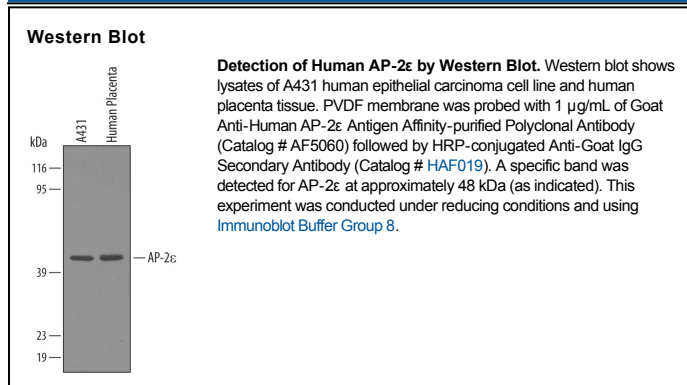 Western Blot
Detection of Human AP-2ε by Western Blot. Western blot shows
lysates of A431 human epithelial carcinoma cell line and human
placenta tissue. PVDF membrane was probed with 1 µg/mL of Goat
Anti-Human AP-2ε Antigen Affinity-purified Polyclonal Antibody
(Catalog # AF5060) followed by HRP-conjugated Anti-Goat IgG
Secondary Antibody (Catalog # HAF019). A specific band was
detected for AP-2ε at approximately 48 kDa (as indicated). This
experiment was conducted under reducing conditions and using
Immunoblot Buffer Group 8.
A431
Human Placenta
kDa
116
95
AP-2ε
39
23
19